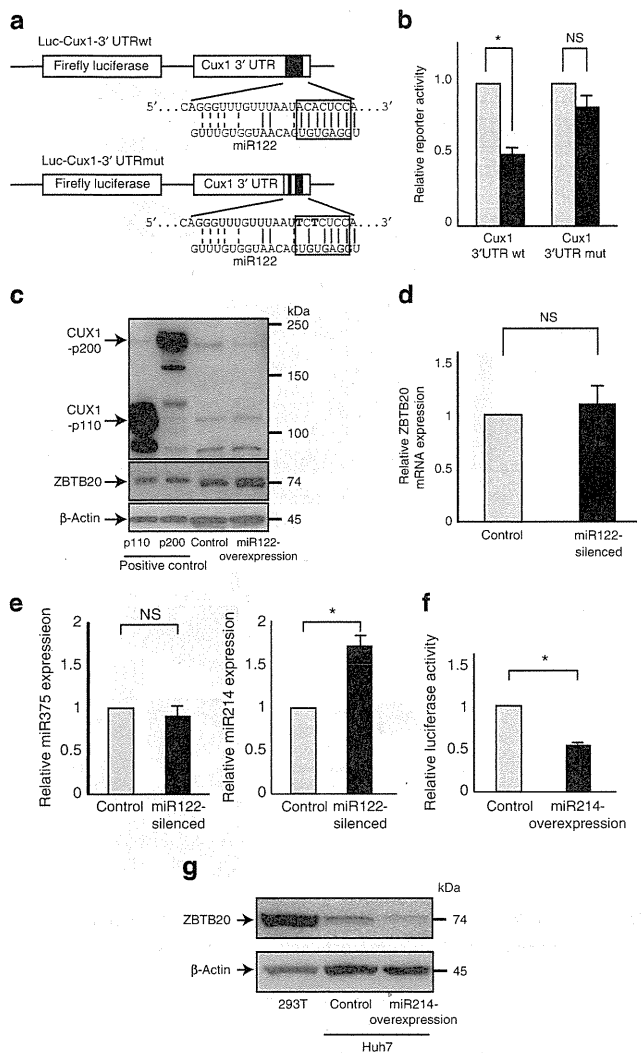 a
Luc-Cux1-3′ UTRwt
Firefly luciferase
Cux1 3′ UTR
5′...CAGGGUUUGUUUAAUACACUCCA...3′
GUUUGUGGUAACAGUGUGAGGU
miR122
Luc-Cux1-3′ UTRmut
Firefly luciferase
Cux1 3′ UTR
5′...CAGGGUUUGUUUAAUTCTCUCCA...3′
GUUUGUGGUAACAGUGUGAGGU
miR122
b
Relative reporter activity
1.0
0.5
0
*
NS
Cux1
3′UTR wt
Cux1
3′UTR mut
c
kDa
CUX1
-p200
CUX1
-p110
ZBTB20
β-Actin
250
150
100
74
45
p110 p200 Control miR122-
overexpression
Positive control
d
Relative ZBTB20
mRNA expression
1.5
1
0.5
0
NS
Control
miR122-
silenced
e
Relative miR375 expressieon
2
1.5
1
0.5
0
NS
Control
miR122-
silenced
Relative miR214 expression
2
1.5
1
0.5
0
*
Control
miR122-
silenced
f
Relative luciferase activity
1.5
1
0.5
0
*
Control
miR214-
overexpression
g
kDa
ZBTB20
74
β-Actin
45
293T
Control
miR214-
overexpression
Huh7